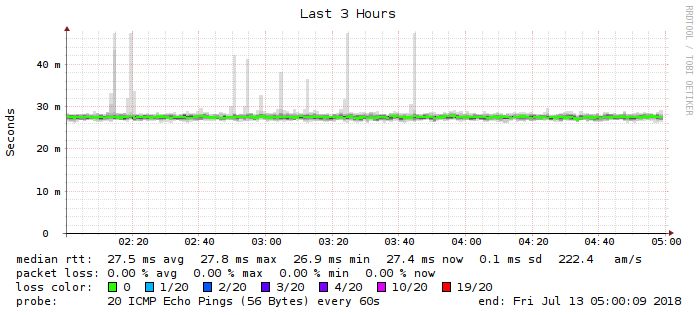 Last 3 Hours
RRDTOOL / TOBI OETIKER
Seconds
40 m
30 m
20 m
10 m
0
02:20 02:40 03:00 03:20 03:40 04:00 04:20 04:40 05:00
median rtt: 27.5 ms avg 27.8 ms max 26.9 ms min 27.4 ms now 0.1 ms sd 222.4 am/s
packet loss: 0.00 % avg 0.00 % max 0.00 % min 0.00 % now
loss color: 0 1/20 2/20 3/20 4/20 10/20 19/20
probe: 20 ICMP Echo Pings (56 Bytes) every 60s end: Fri Jul 13 05:00:09 2018